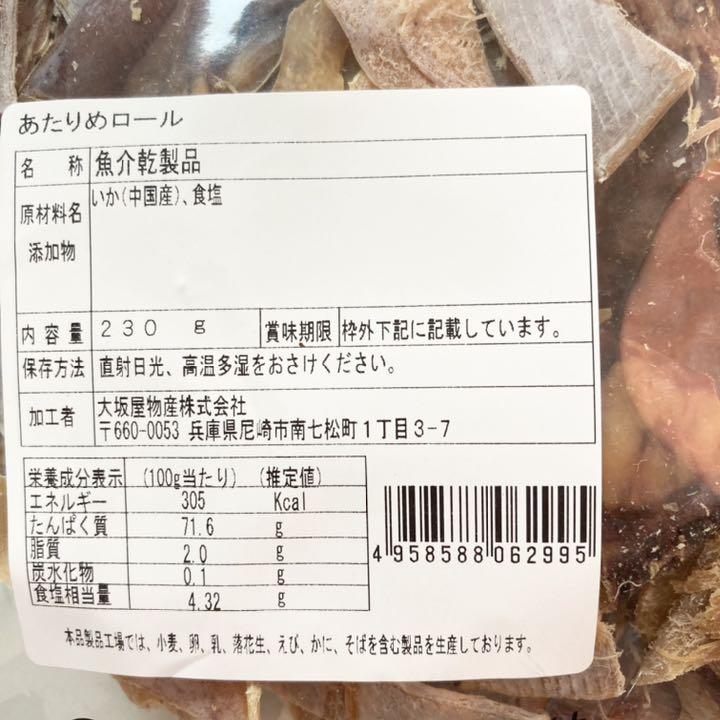 あたりめロール
名 称 魚介乾製品
原材料名 いか(中国産)、食塩
添加物
内容量 230 g 賞味期限 枠外下記に記載しています。
保存方法 直射日光、高温多湿をおさけください。
加工者 大坂屋物産株式会社
〒660-0053 兵庫県尼崎市南七松町1丁目3-7
栄養成分表示 (100g当たり) (推定値)
エネルギー 305 Kcal
たんぱく質 71.6 g
脂質 2.0 g
炭水化物 0.1 g
食塩相当量 4.32 g
4 958588 062995
本品製品工場では、小麦、卵、乳、落花生、えび、かに、そばを含む製品を生産しております。